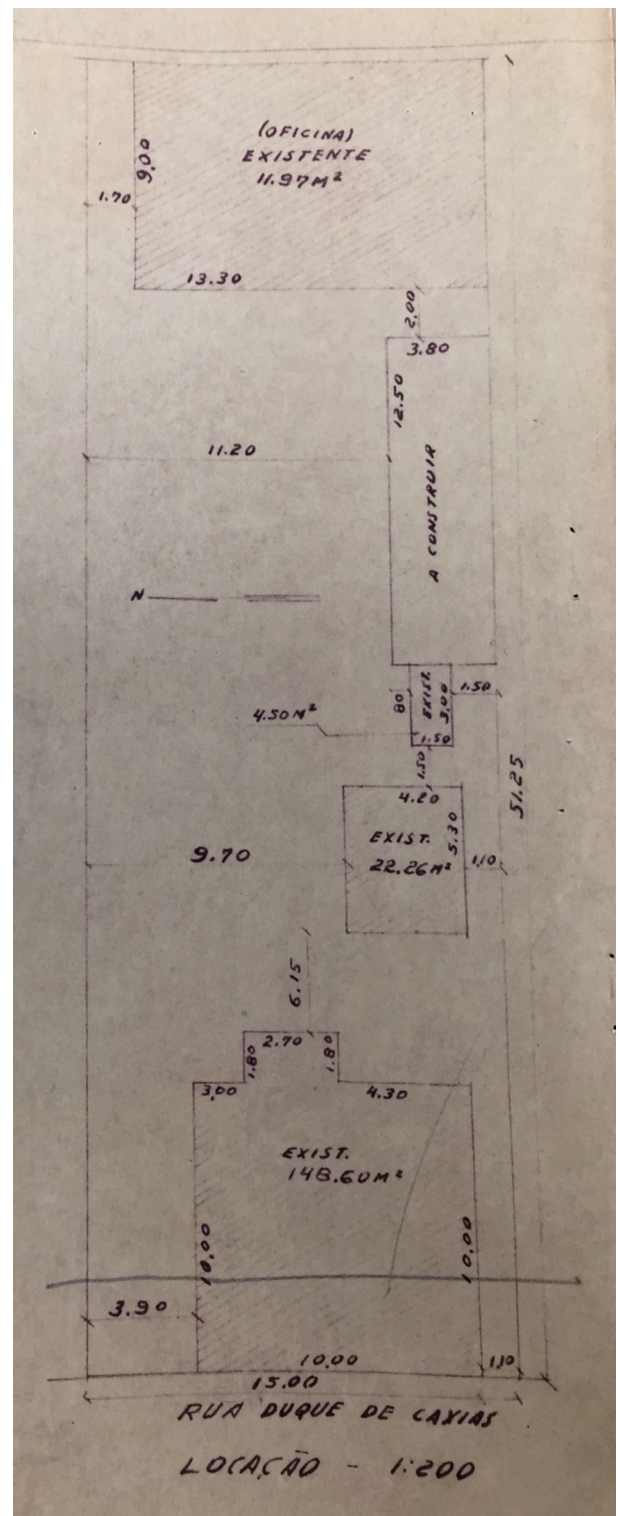 (OFICINA)
EXISTENTE
11.97M²
9.00
1.70
13.30
2.00
3.80
12.50
11.20
A CONSTRUIR
N
EXIST.
3.00
1.50
80
4.50M²
1.50
1.50
4.20
51.25
EXIST.
22.26M²
5.30
9.70
1,10
6.15
2.70
1.80
1.80
3,00
4.30
EXIST.
148.60M²
10,00
10.00
3.90
10.00
1,10
15.00
RUA DUQUE DE CAXIAS
LOCAÇÃO - 1:200